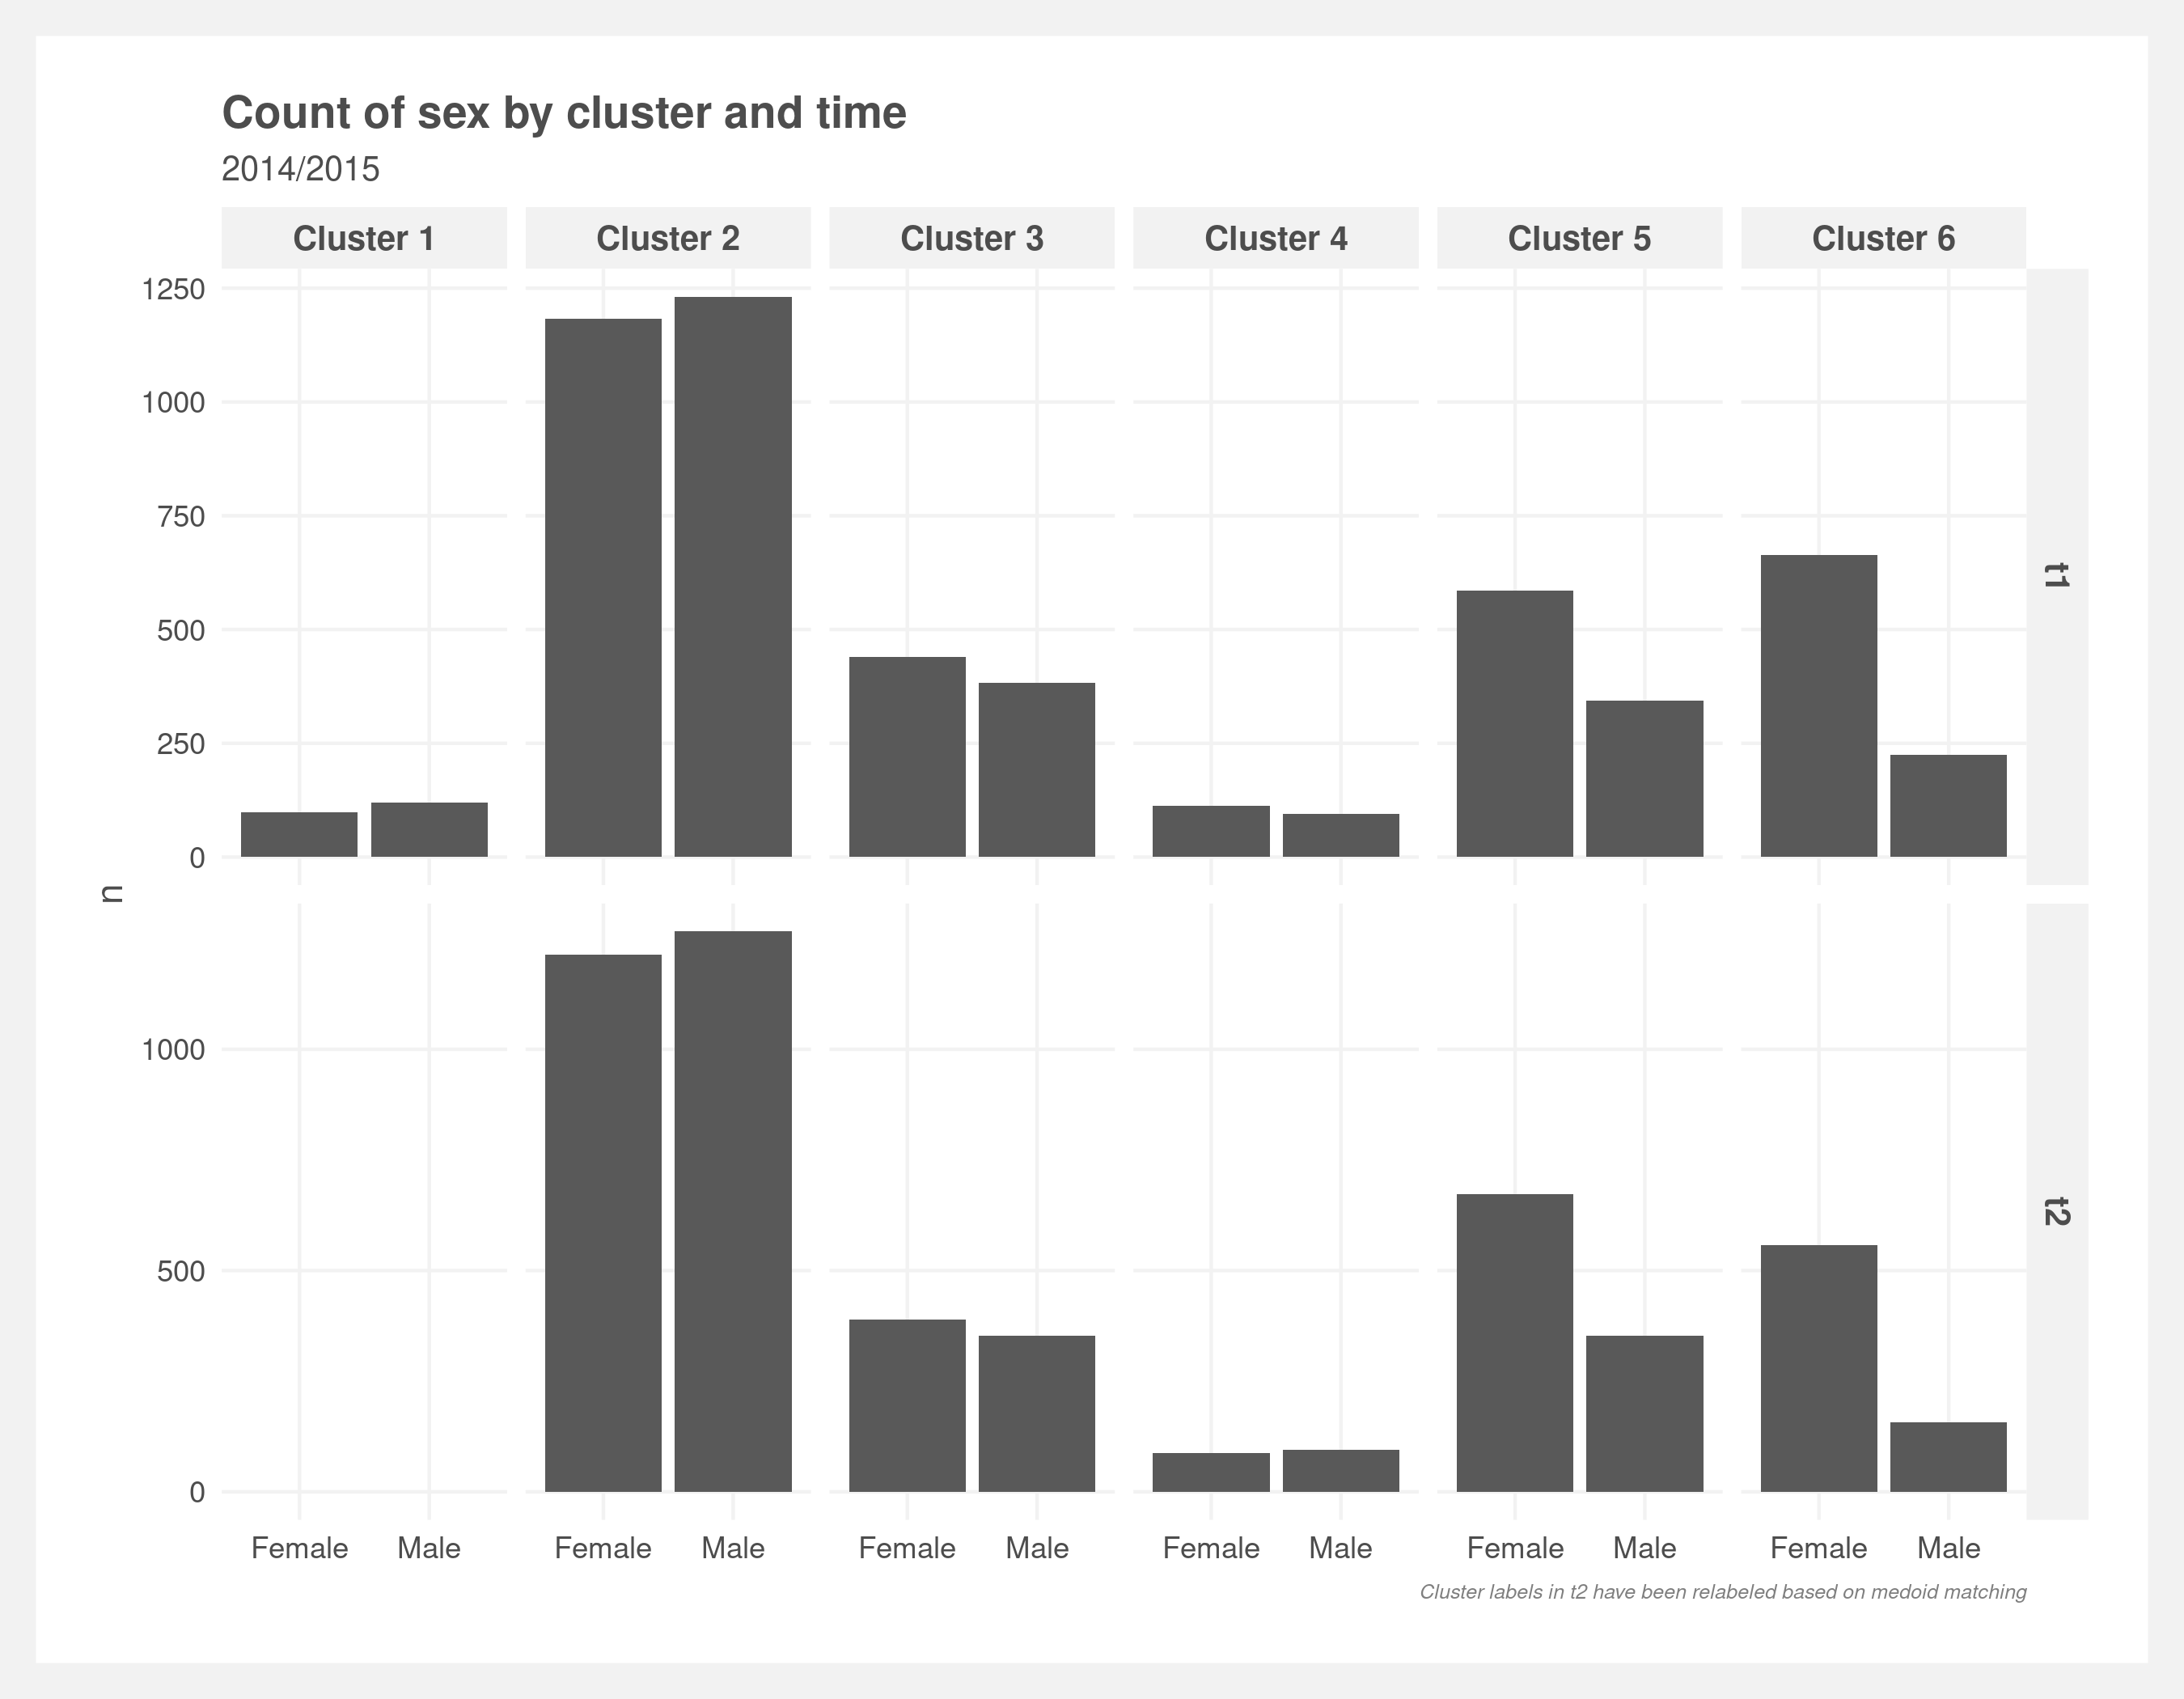 Count of sex by cluster and time
2014/2015
Cluster 1 Cluster 2 Cluster 3 Cluster 4 Cluster 5 Cluster 6
1250
1000
750
500
250
0
t1
n
1000
500
0
t2
Female Male Female Male Female Male Female Male Female Male Female Male
Cluster labels in t2 have been relabeled based on medoid matching